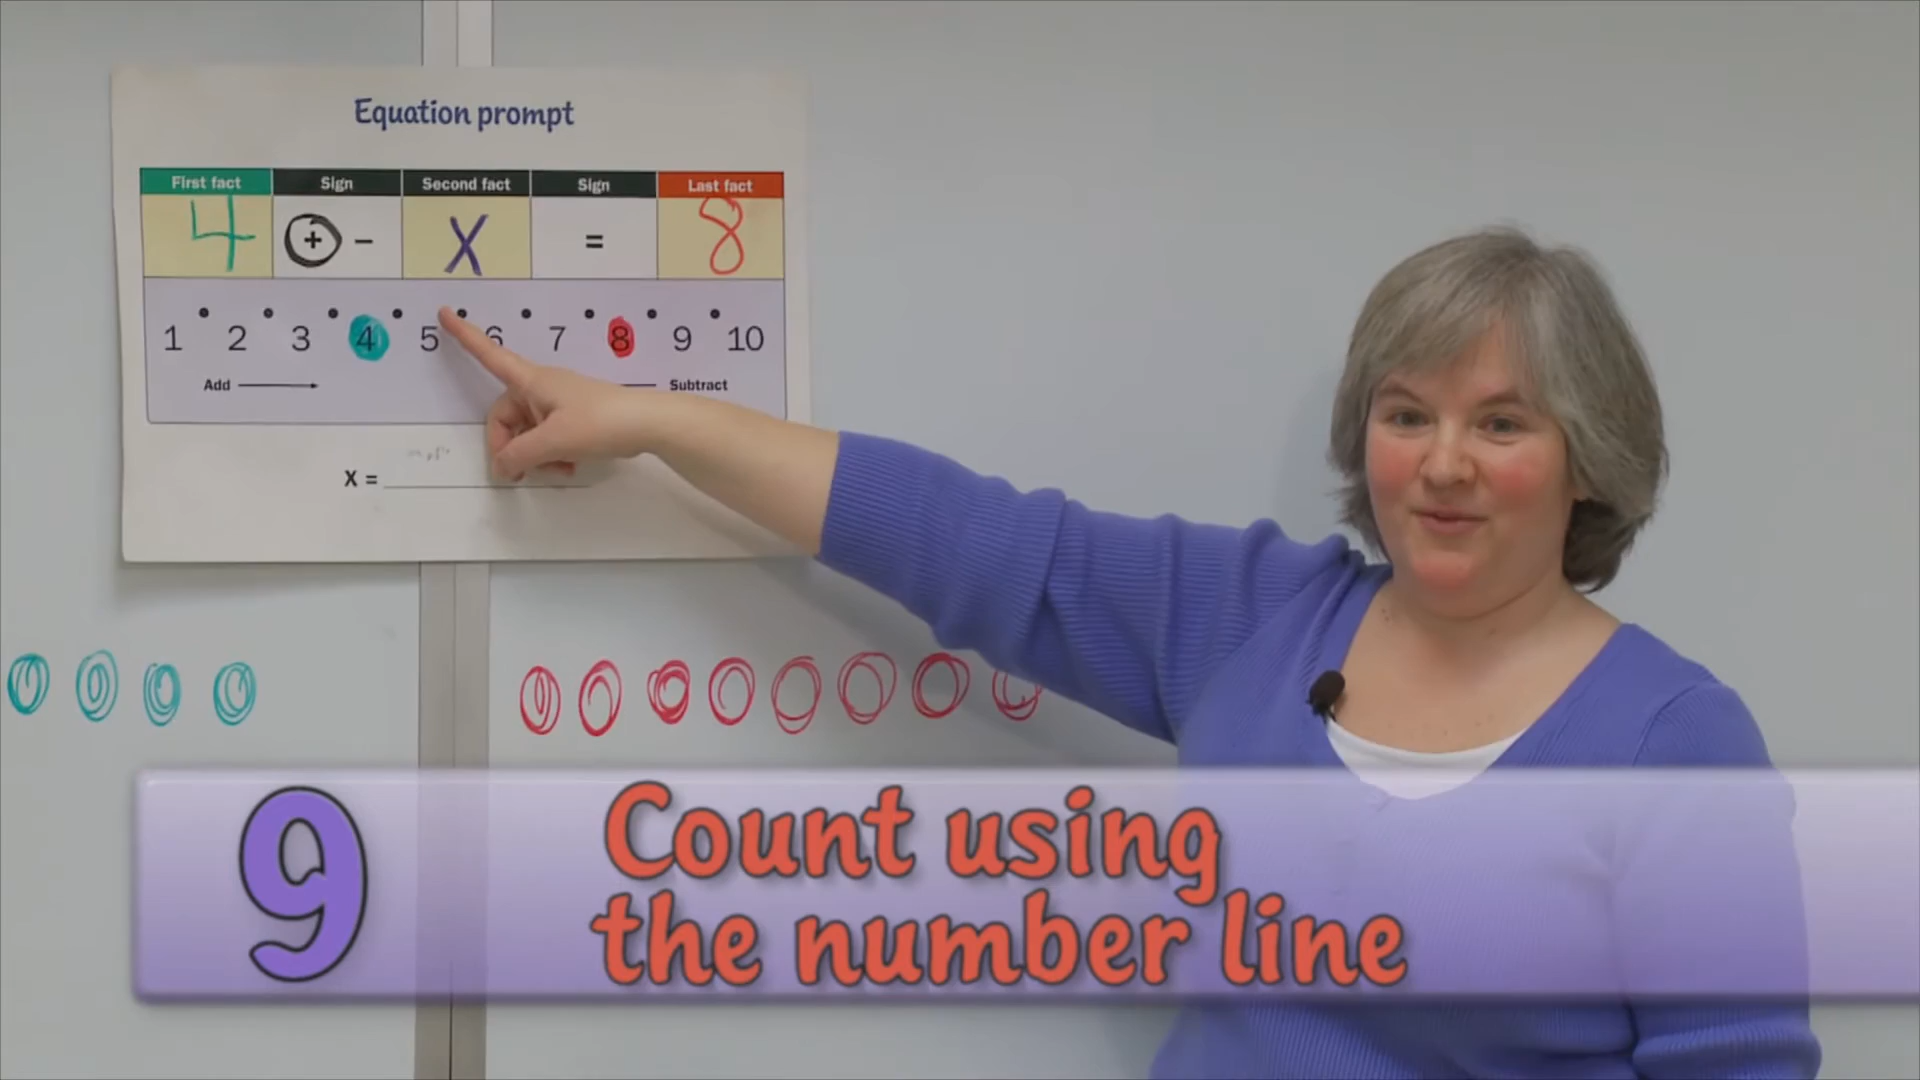 Equation prompt
First fact Sign Second fact Sign Last fact
4 + - X = 8
1 2 3 4 5 6 7 8 9 10
Add Subtract
X =
9 Count using
the number line